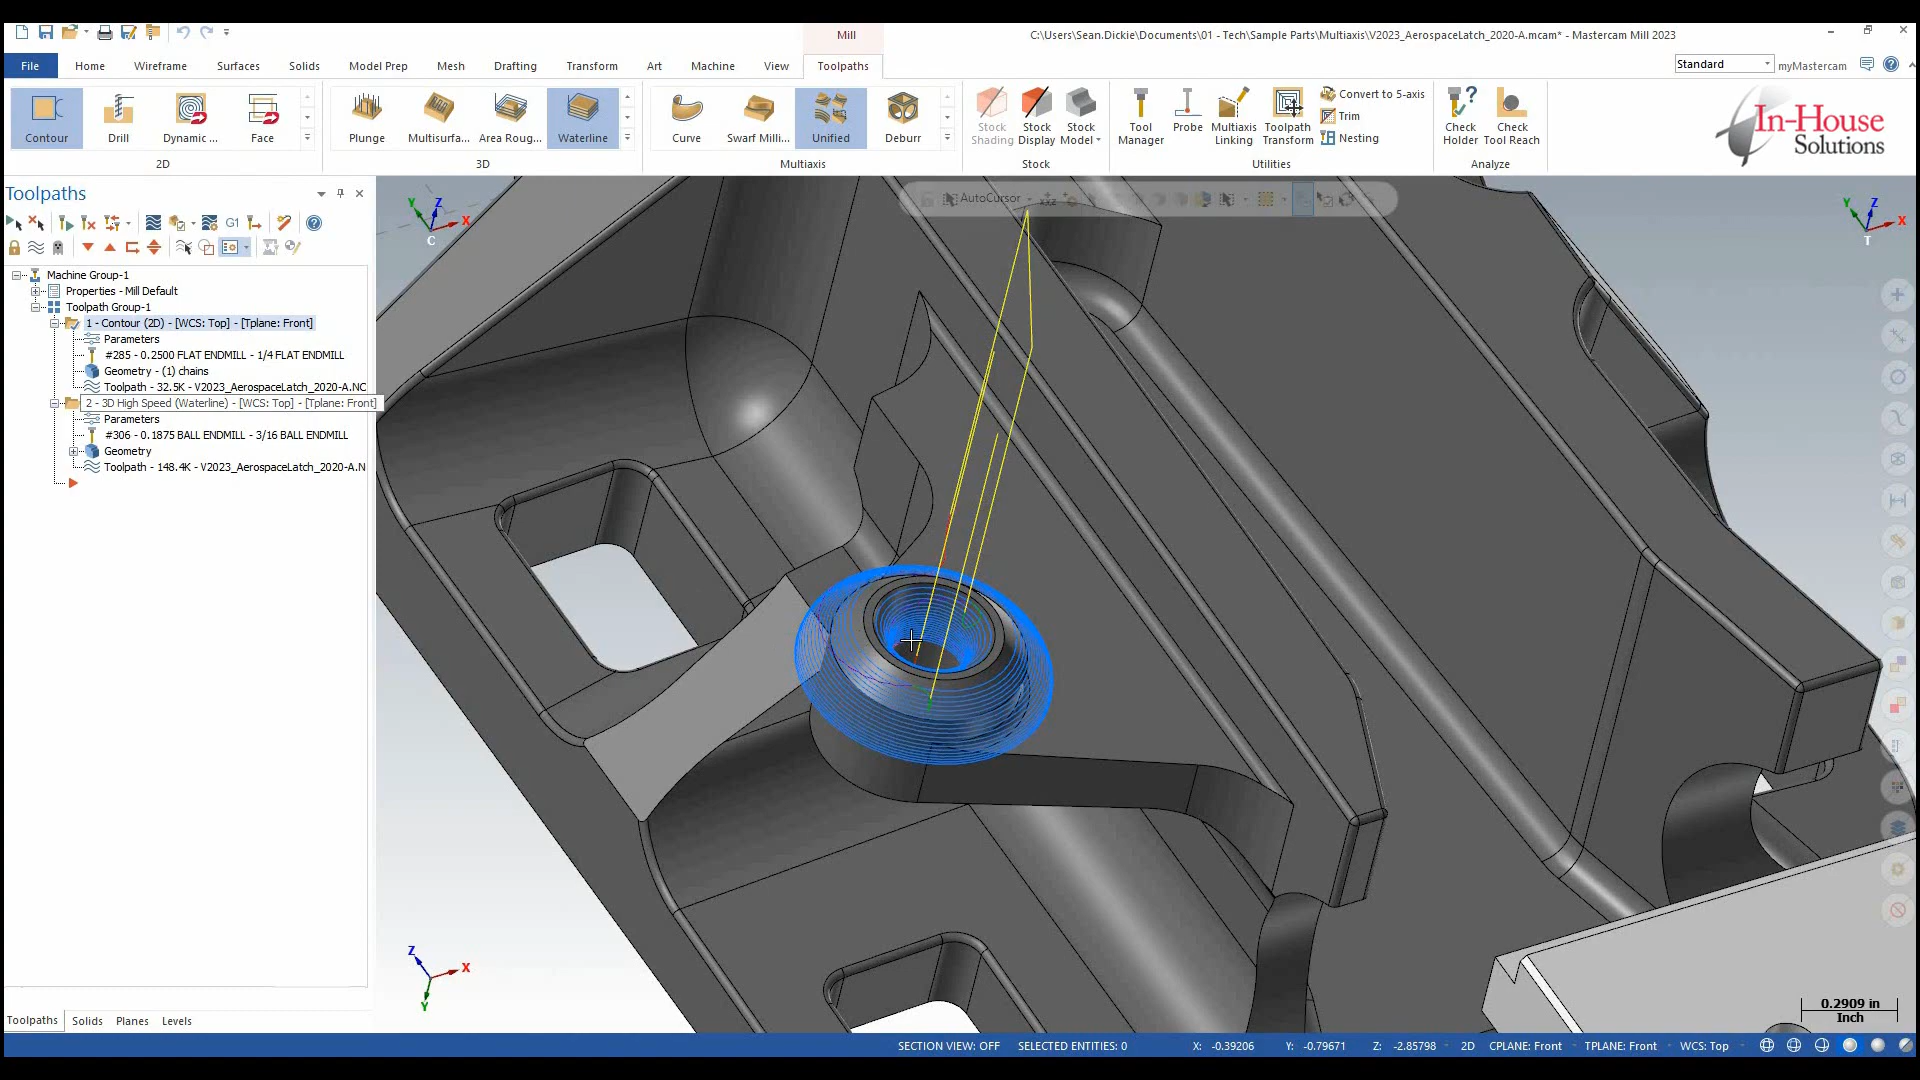 Mill
C:\Users\Sean.Dickie\Documents\01 - Tech\Sample Parts\Multiaxis\V2023_AerospaceLatch_2020-A.mcam* - Mastercam Mill 2023
File Home Wireframe Surfaces Solids Model Prep Mesh Drafting Transform Art Machine View Toolpaths
Standard myMastercam
Contour Drill Dynamic ... Face
2D
Plunge Multisurfa... Area Roug... Waterline
3D
Curve Swarf Milli... Unified Deburr
Multiaxis
Stock Shading Stock Display Stock Model
Stock
Tool Manager Probe Multiaxis Linking Toolpath Transform
Convert to 5-axis
Trim
Nesting
Utilities
Check Holder Check Tool Reach
Analyze
In-House
Solutions
Toolpaths
G1
AutoCursor
Machine Group-1
Properties - Mill Default
Toolpath Group-1
1 - Contour (2D) - [WCS: Top] - [Tplane: Front]
Parameters
#285 - 0.2500 FLAT ENDMILL - 1/4 FLAT ENDMILL
Geometry - (1) chains
Toolpath - 32.5K - V2023_AerospaceLatch_2020-A.NC
2 - 3D High Speed (Waterline) - [WCS: Top] - [Tplane: Front]
Parameters
#306 - 0.1875 BALL ENDMILL - 3/16 BALL ENDMILL
Geometry
Toolpath - 148.4K - V2023_AerospaceLatch_2020-A.N
Y Z X
C
Y Z X
T
Z X
Y
0.2909 in
Inch
Toolpaths Solids Planes Levels
SECTION VIEW: OFF SELECTED ENTITIES: 0 X: -0.39206 Y: -0.79671 Z: -2.85798 2D CPLANE: Front TPLANE: Front WCS: Top